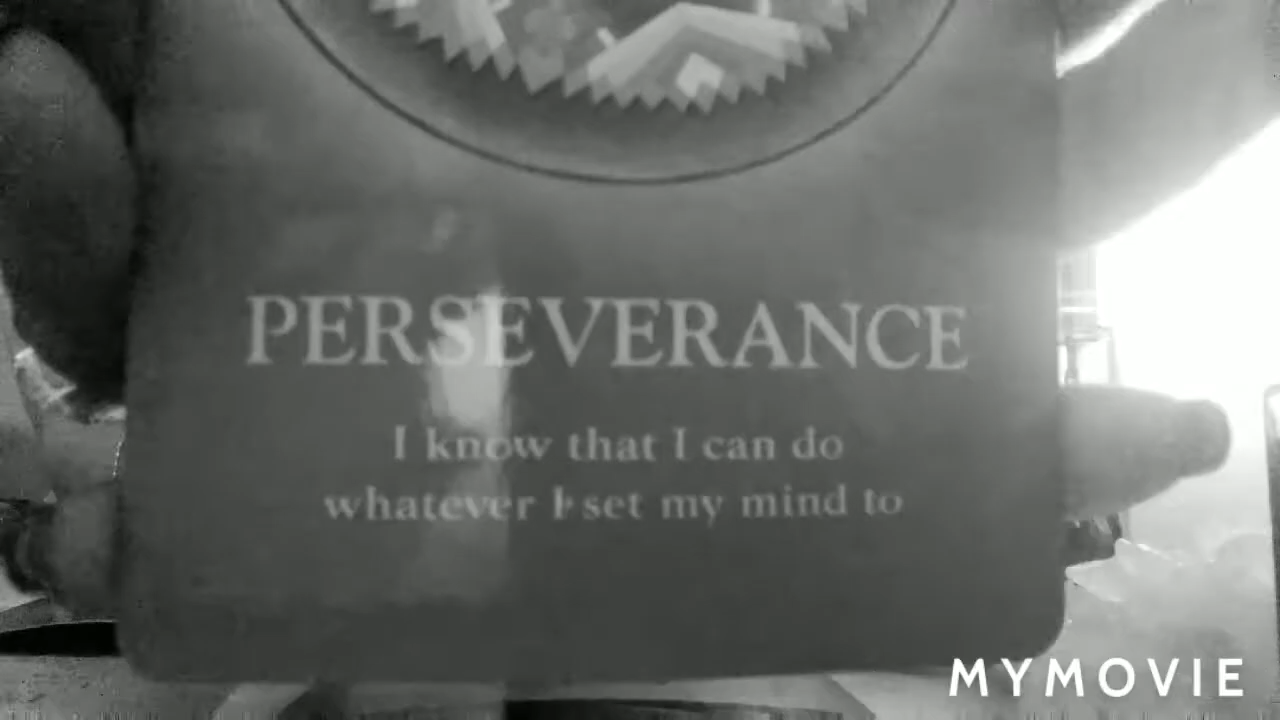 PERSEVERANCE
I know that I can do
whatever I set my mind to
MYMOVIE